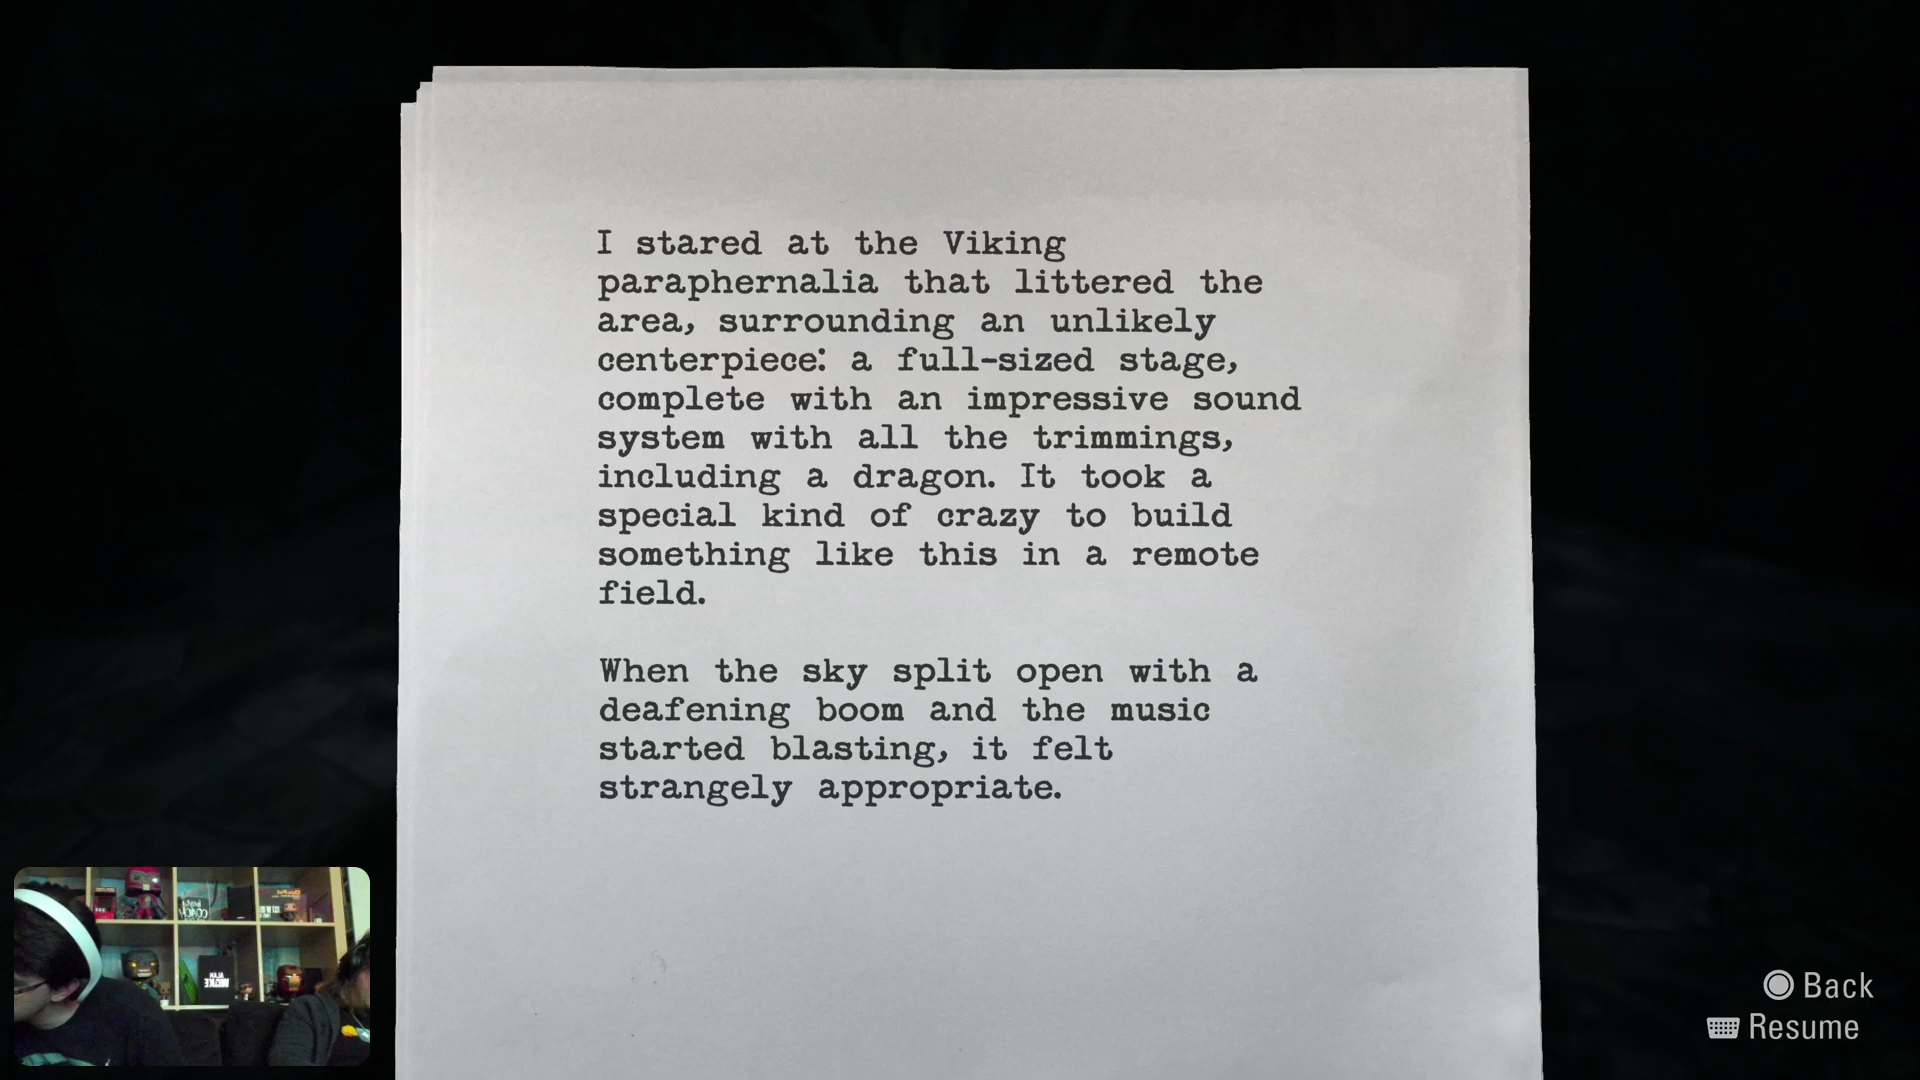 I stared at the Viking
paraphernalia that littered the
area, surrounding an unlikely
centerpiece: a full-sized stage,
complete with an impressive sound
system with all the trimmings,
including a dragon. It took a
special kind of crazy to build
something like this in a remote
field.
When the sky split open with a
deafening boom and the music
started blasting, it felt
strangely appropriate.
Back
Resume